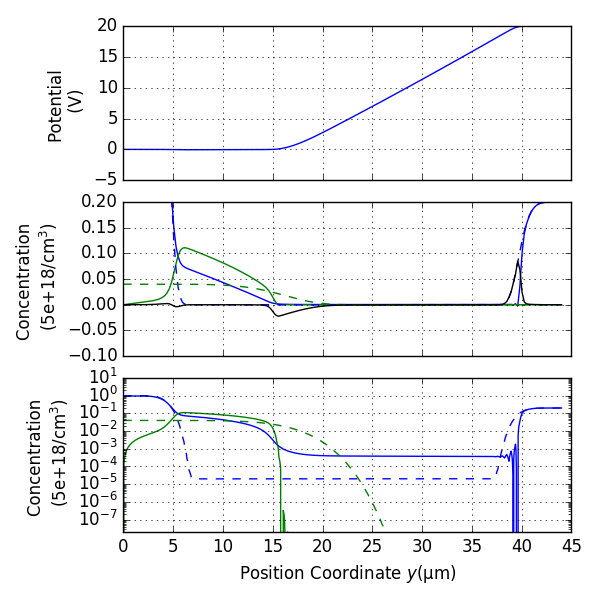 20
15
10
5
0
−5
Potential
(V)
0.20
0.15
0.10
0.05
0.00
−0.05
−0.10
Concentration
(5e+18/cm³)
10¹
10⁰
10⁻¹
10⁻²
10⁻³
10⁻⁴
10⁻⁵
10⁻⁶
10⁻⁷
Concentration
(5e+18/cm³)
0 5 10 15 20 25 30 35 40 45
Position Coordinate y(μm)